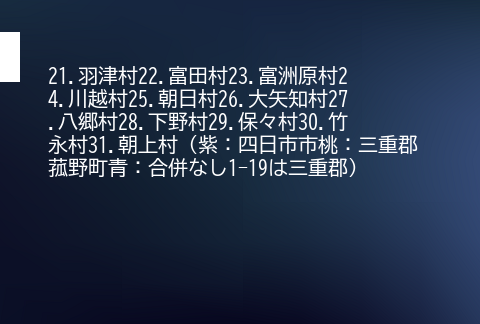 21.羽津村22.富田村23.富洲原村2
4.川越村25.朝日村26.大矢知村27
.八郷村28.下野村29.保々村30.竹
永村31.朝上村（紫：四日市市桃：三重郡
菰野町青：合併なし1-19は三重郡）